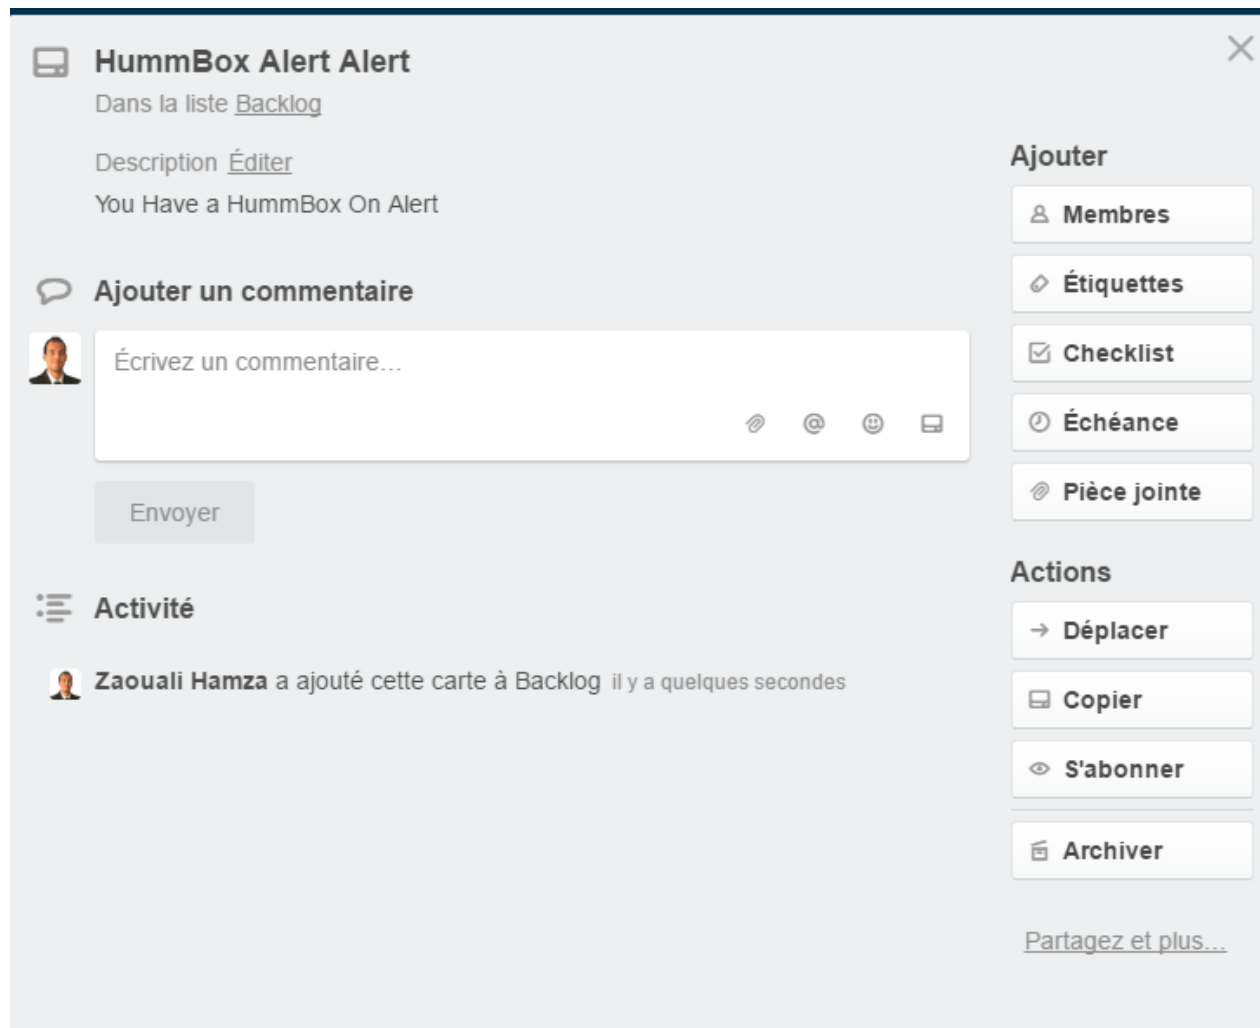 HummBox Alert Alert
Dans la liste Backlog
Description Éditer
You Have a HummBox On Alert
Ajouter un commentaire
Écrivez un commentaire…
Envoyer
Activité
Zaouali Hamza a ajouté cette carte à Backlog il y a quelques secondes
Ajouter
Membres
Étiquettes
Checklist
Échéance
Pièce jointe
Actions
Déplacer
Copier
S'abonner
Archiver
Partagez et plus…